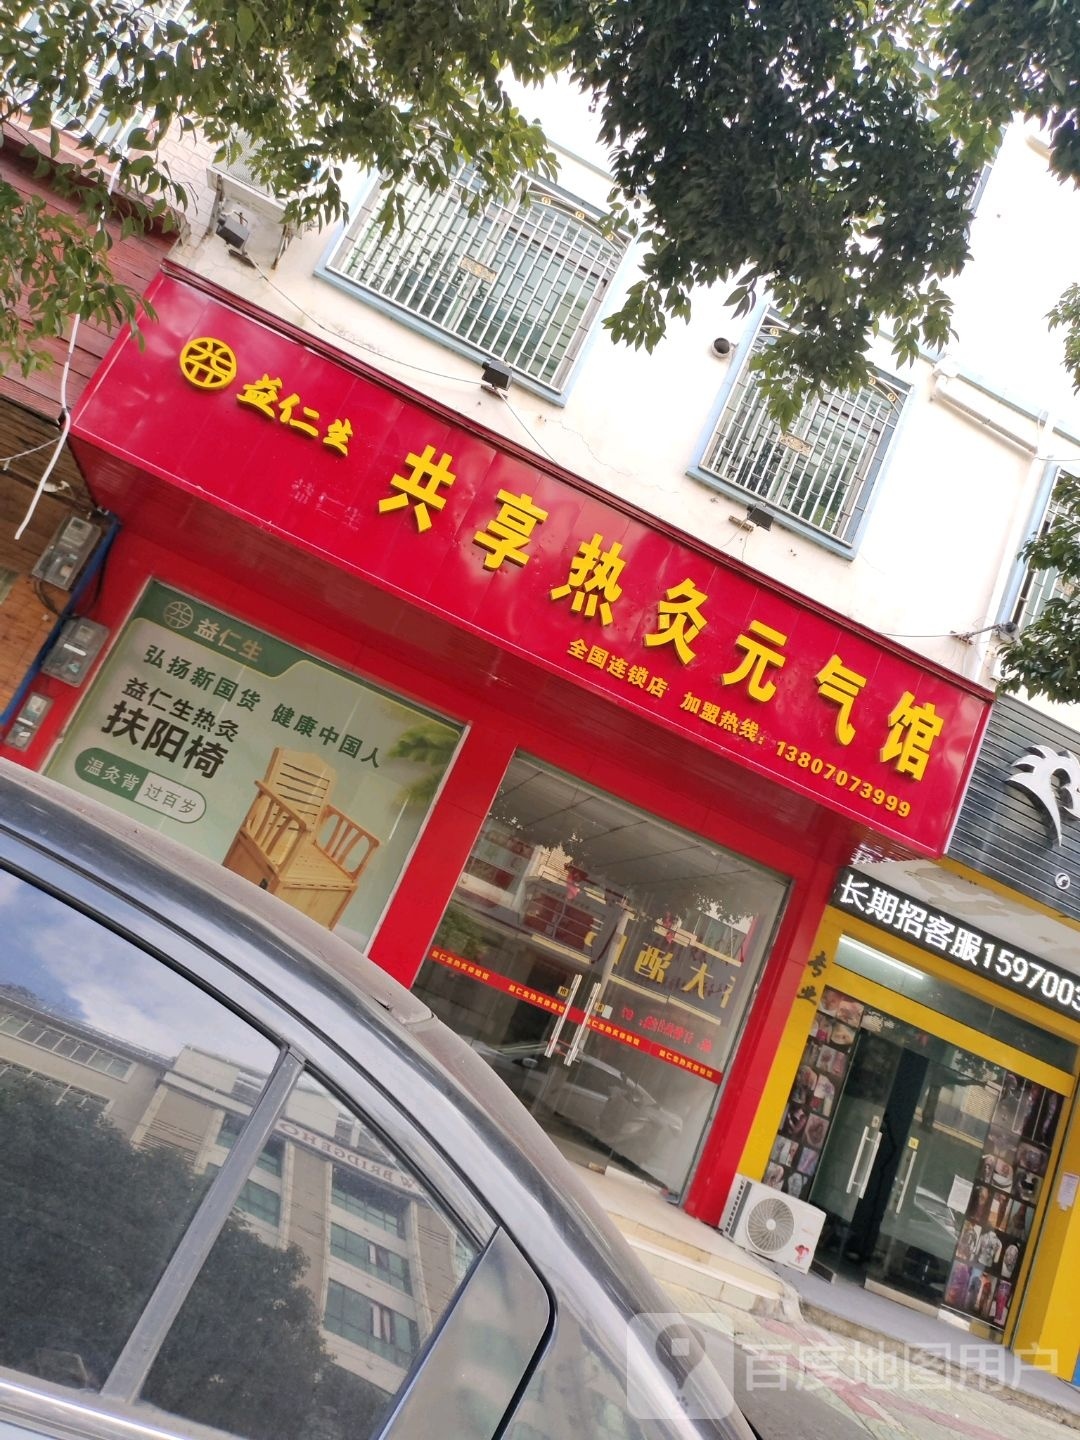 益仁生 共享热灸元气馆
全国连锁店 加盟热线：13807073999
益仁生
弘扬新国货 健康中国人
益仁生热灸
扶阳椅
温灸背 过百岁
长期招客服1597003
专业
百度地图用户